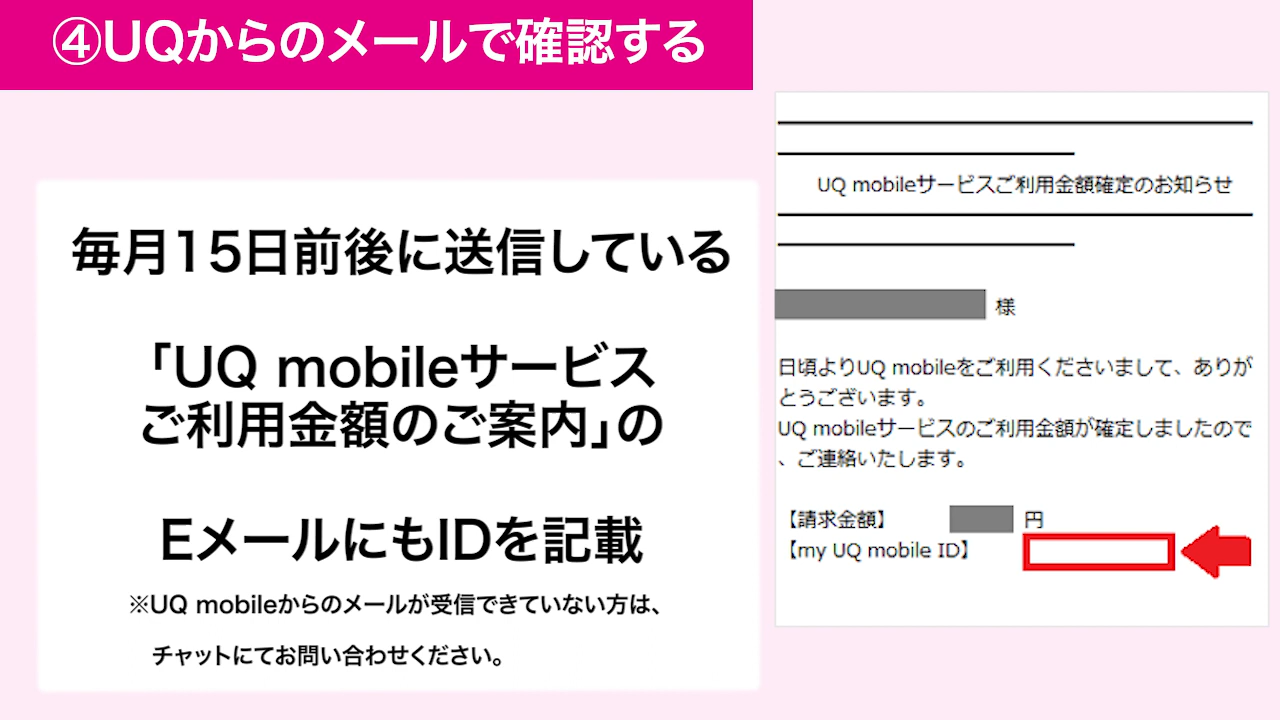 ④UQからのメールで確認する
毎月15日前後に送信している
「UQ mobileサービス
ご利用金額のご案内」の
EメールにもIDを記載
※UQ mobileからのメールが受信できていない方は、
チャットにてお問い合わせください。
UQ mobileサービスご利用金額確定のお知らせ
様
日頃よりUQ mobileをご利用くださいまして、ありが
とうございます。
UQ mobileサービスのご利用金額が確定しましたので
、ご連絡いたします。
【請求金額】 円
【my UQ mobile ID】